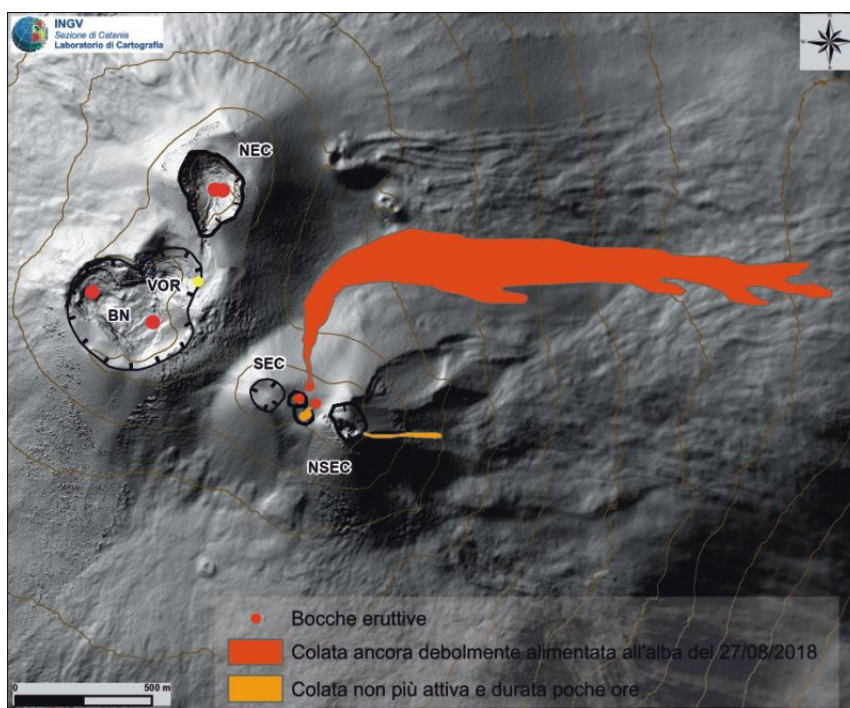 INGV
Sezione di Catania
Laboratorio di Cartografia
NEC
VOR
BN
SEC
NSEC
Bocche eruttive
Colata ancora debolmente alimentata all'alba del 27/08/2018
Colata non più attiva e durata poche ore
0 500 m